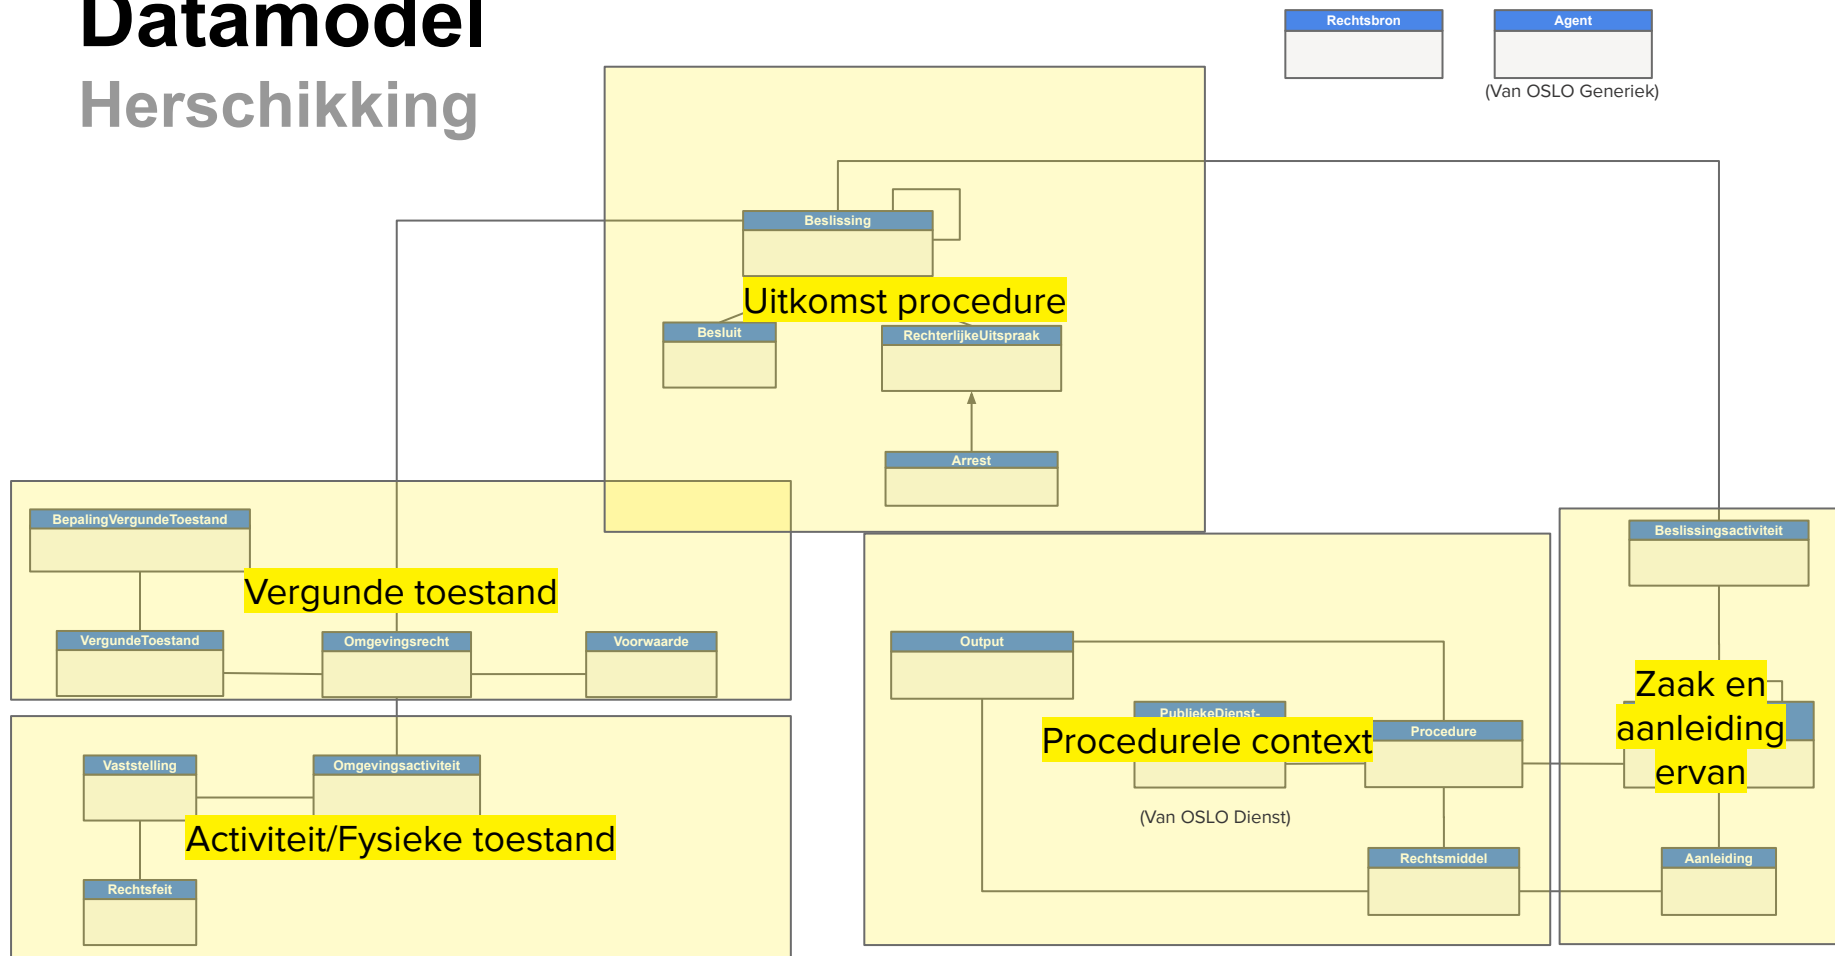 Datamodel
Herschikking
Rechtsbron
Agent
(Van OSLO Generiek)
Beslissing
Uitkomst procedure
Besluit
RechterlijkeUitspraak
Arrest
BepalingVergundeToestand
Vergunde toestand
VergundeToestand
Omgevingsrecht
Voorwaarde
Vaststelling
Omgevingsactiviteit
Activiteit/Fysieke toestand
Rechtsfeit
Output
PubliekeDienst-
Procedurele context
Procedure
(Van OSLO Dienst)
Rechtsmiddel
Beslissingsactiviteit
Zaak en
aanleiding
ervan
Aanleiding